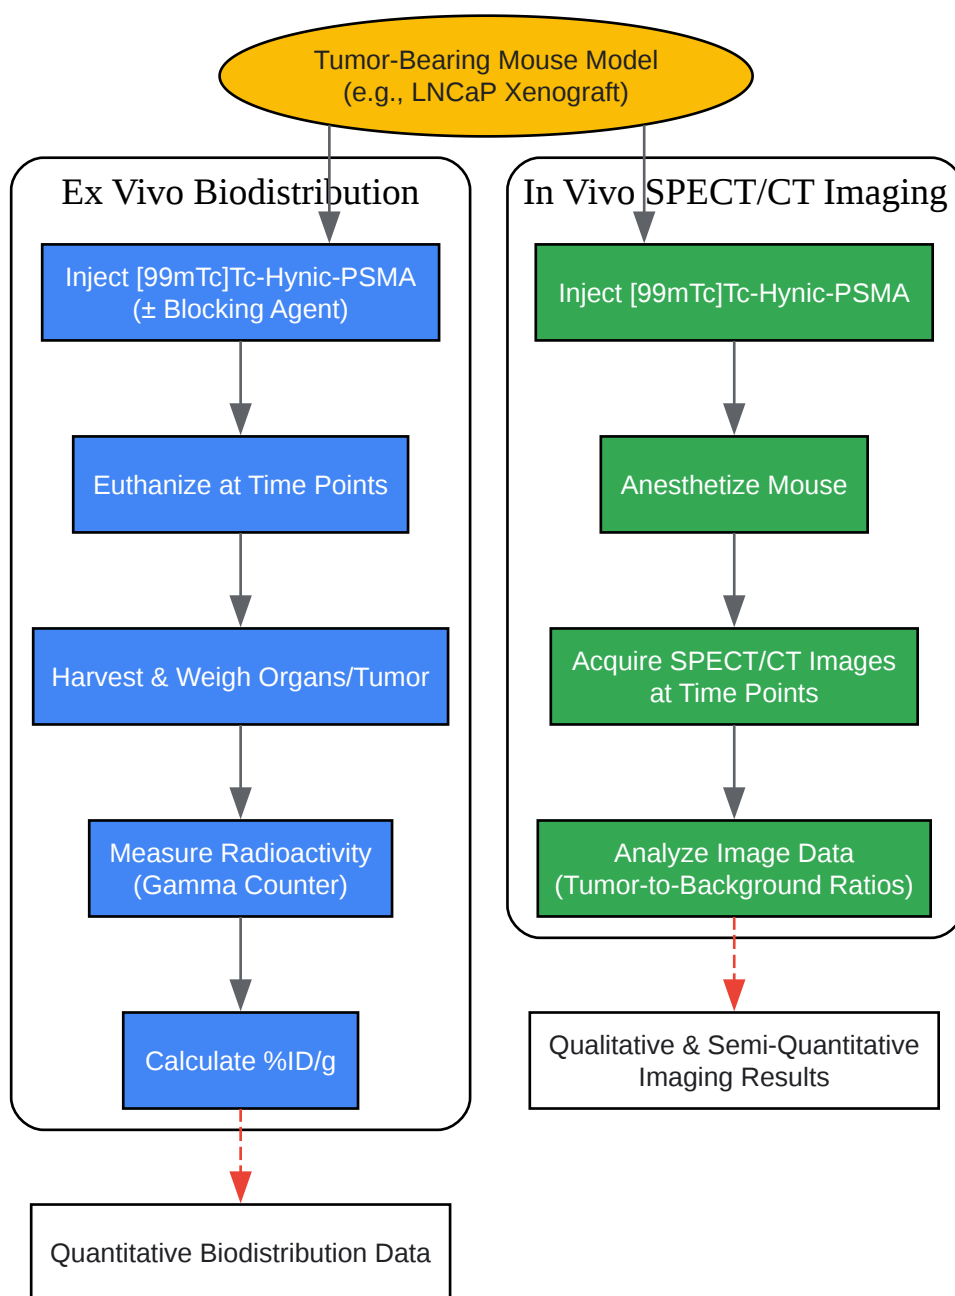 Tumor-Bearing Mouse Model
(e.g., LNCaP Xenograft)
Ex Vivo Biodistribution
Inject [99mTc]Tc-Hynic-PSMA
(± Blocking Agent)
Euthanize at Time Points
Harvest & Weigh Organs/Tumor
Measure Radioactivity
(Gamma Counter)
Calculate %ID/g
Quantitative Biodistribution Data
In Vivo SPECT/CT Imaging
Inject [99mTc]Tc-Hynic-PSMA
Anesthetize Mouse
Acquire SPECT/CT Images
at Time Points
Analyze Image Data
(Tumor-to-Background Ratios)
Qualitative & Semi-Quantitative
Imaging Results